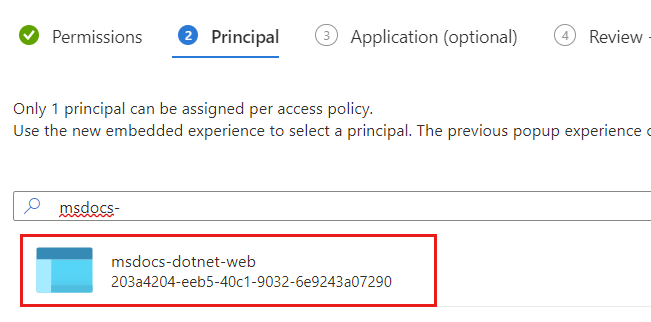 Permissions 2 Principal 3 Application (optional) 4 Review
Only 1 principal can be assigned per access policy.
Use the new embedded experience to select a principal. The previous popup experience
msdocs-
msdocs-dotnet-web
203a4204-eeb5-40c1-9032-6e9243a07290